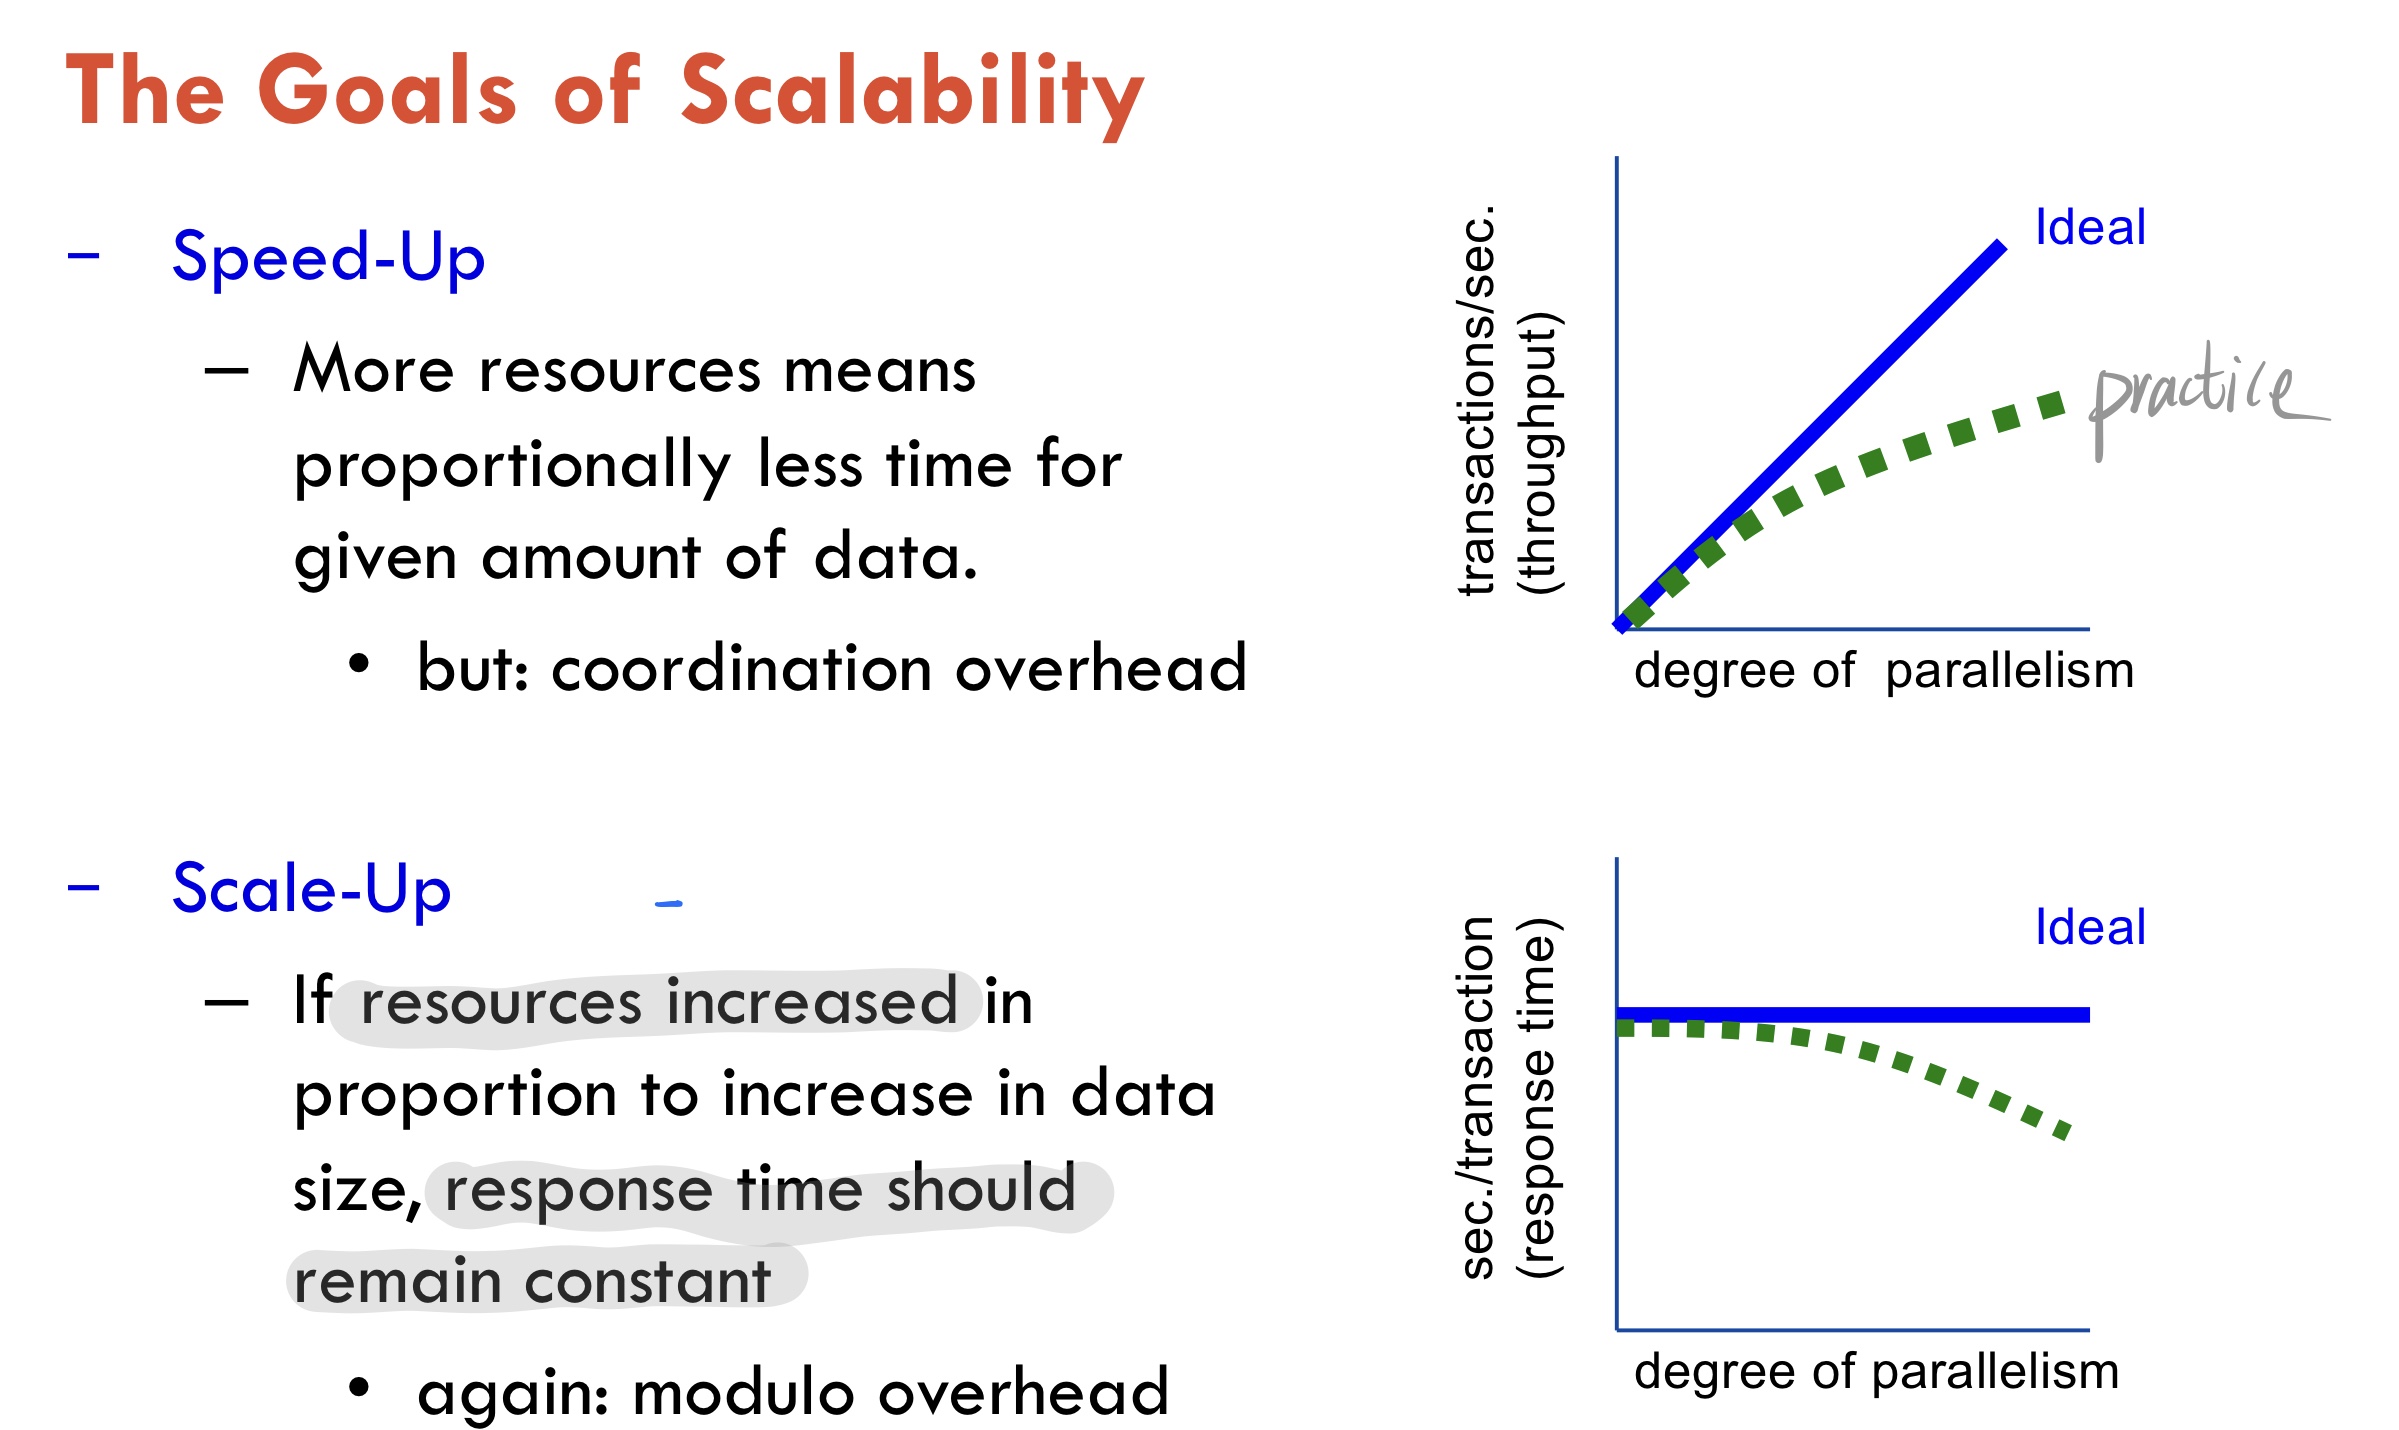 The Goals of Scalability
– Speed-Up
– More resources means
proportionally less time for
given amount of data.
• but: coordination overhead
– Scale-Up
– If resources increased in
proportion to increase in data
size, response time should
remain constant
• again: modulo overhead
transactions/sec.
(throughput)
Ideal
practice
degree of parallelism
sec./transaction
(response time)
Ideal
degree of parallelism